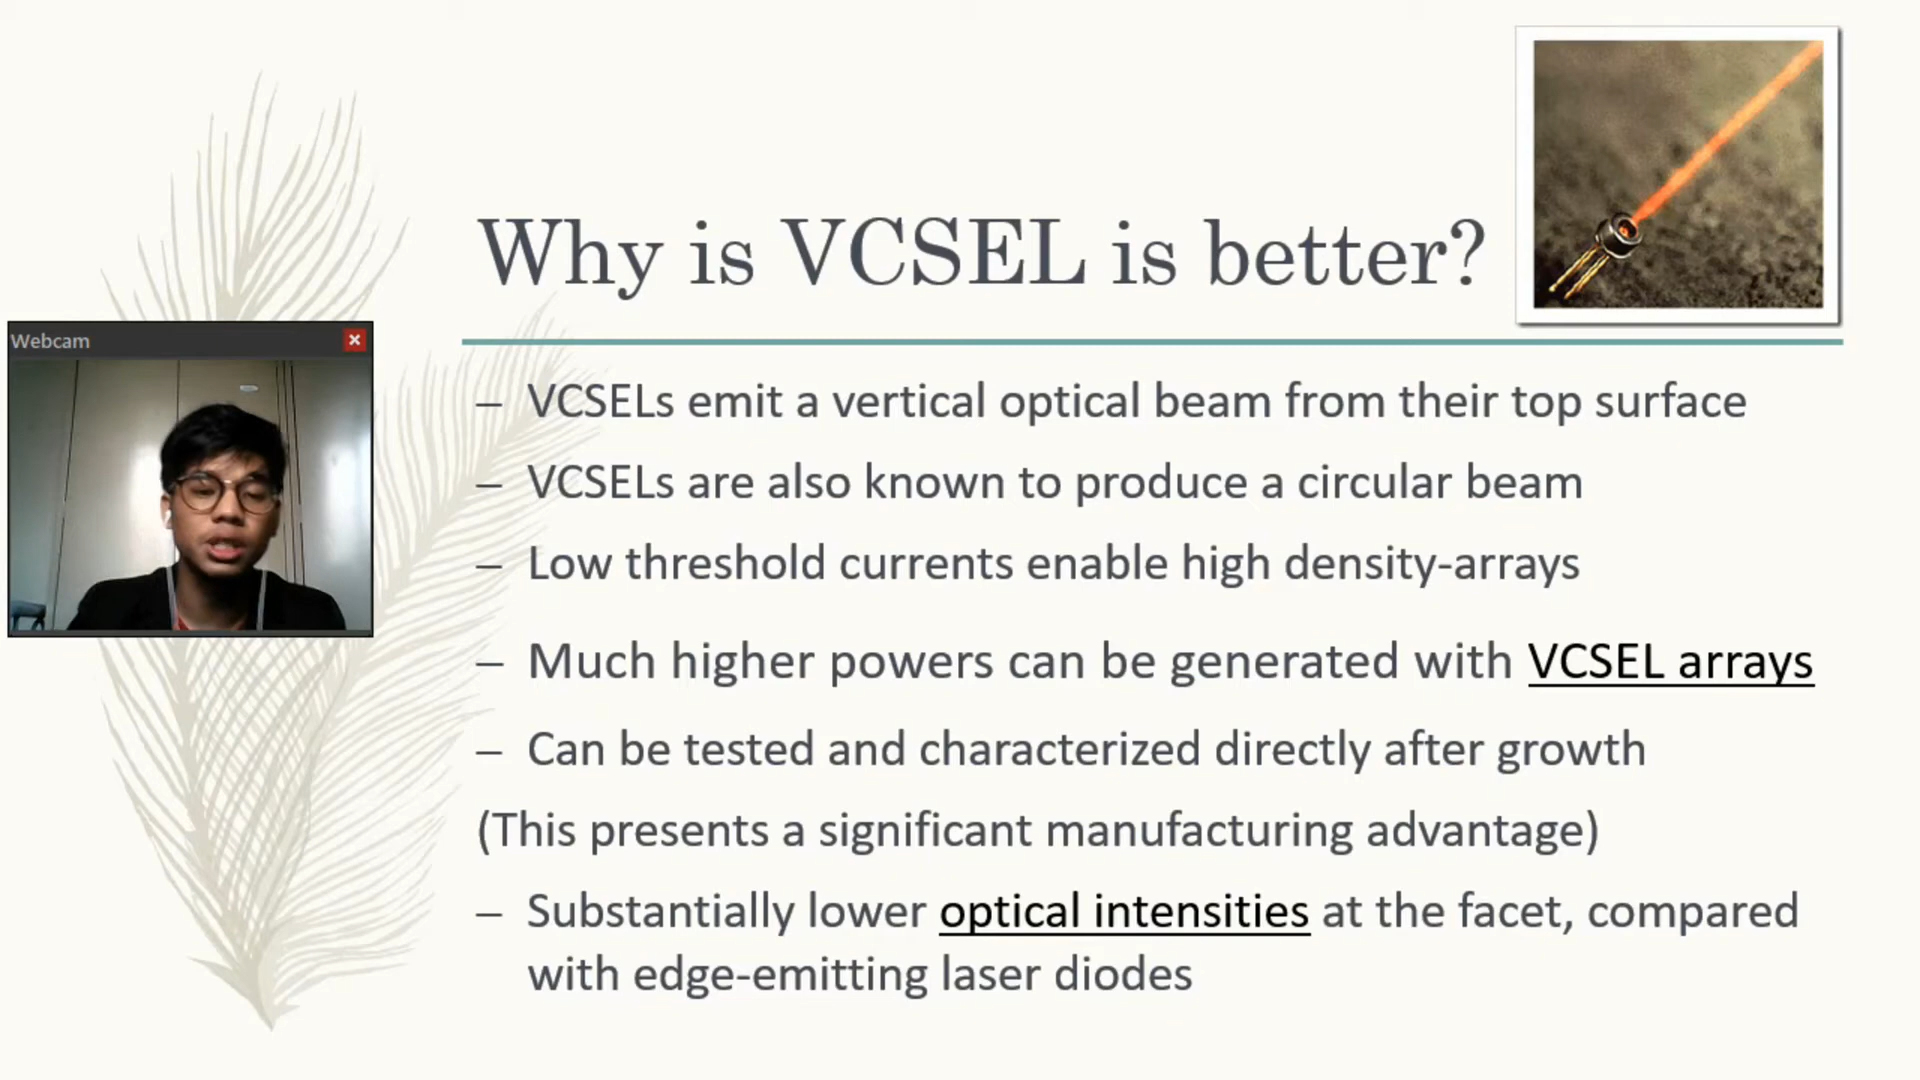 Why is VCSEL is better?
Webcam
– VCSELs emit a vertical optical beam from their top surface
– VCSELs are also known to produce a circular beam
– Low threshold currents enable high density-arrays
– Much higher powers can be generated with VCSEL arrays
– Can be tested and characterized directly after growth
(This presents a significant manufacturing advantage)
– Substantially lower optical intensities at the facet, compared
with edge-emitting laser diodes